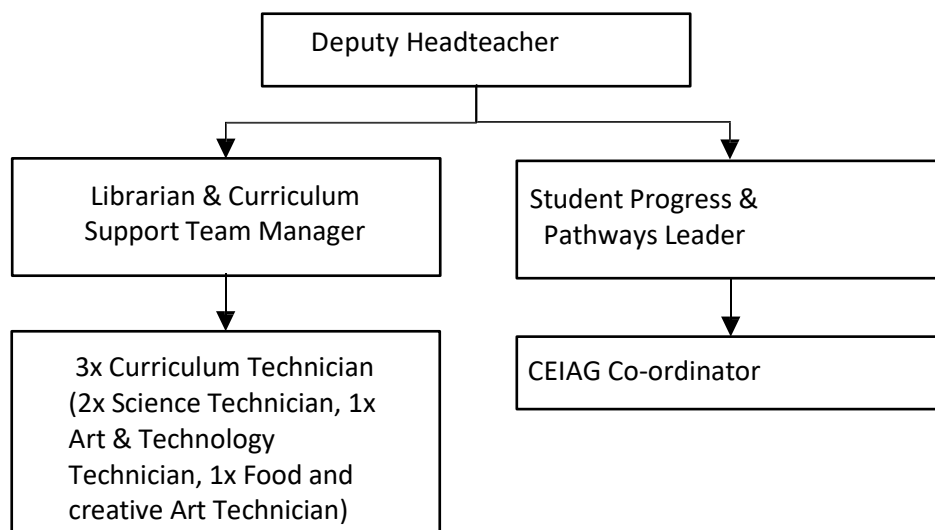 Deputy Headteacher
Librarian & Curriculum
Support Team Manager
Student Progress &
Pathways Leader
3x Curriculum Technician
(2x Science Technician, 1x
Art & Technology
Technician, 1x Food and
creative Art Technician)
CEIAG Co-ordinator